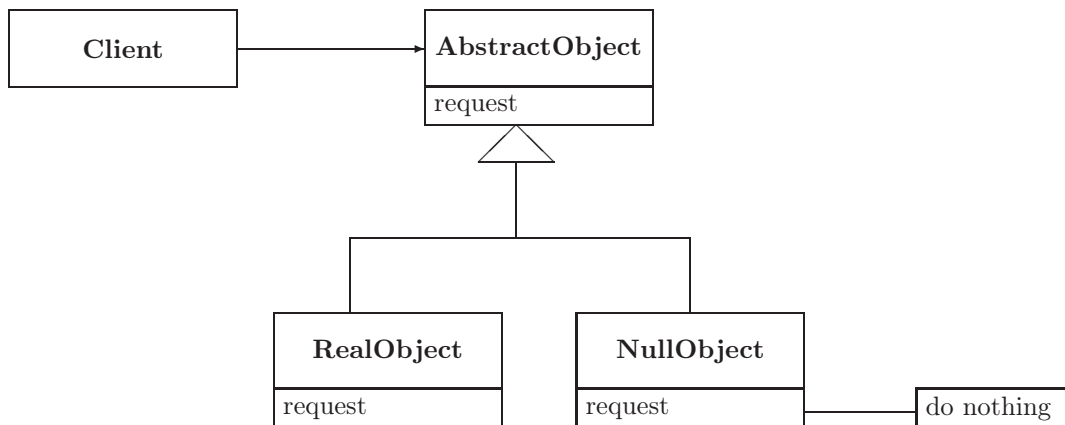 Client
AbstractObject
request
RealObject
request
NullObject
request
do nothing